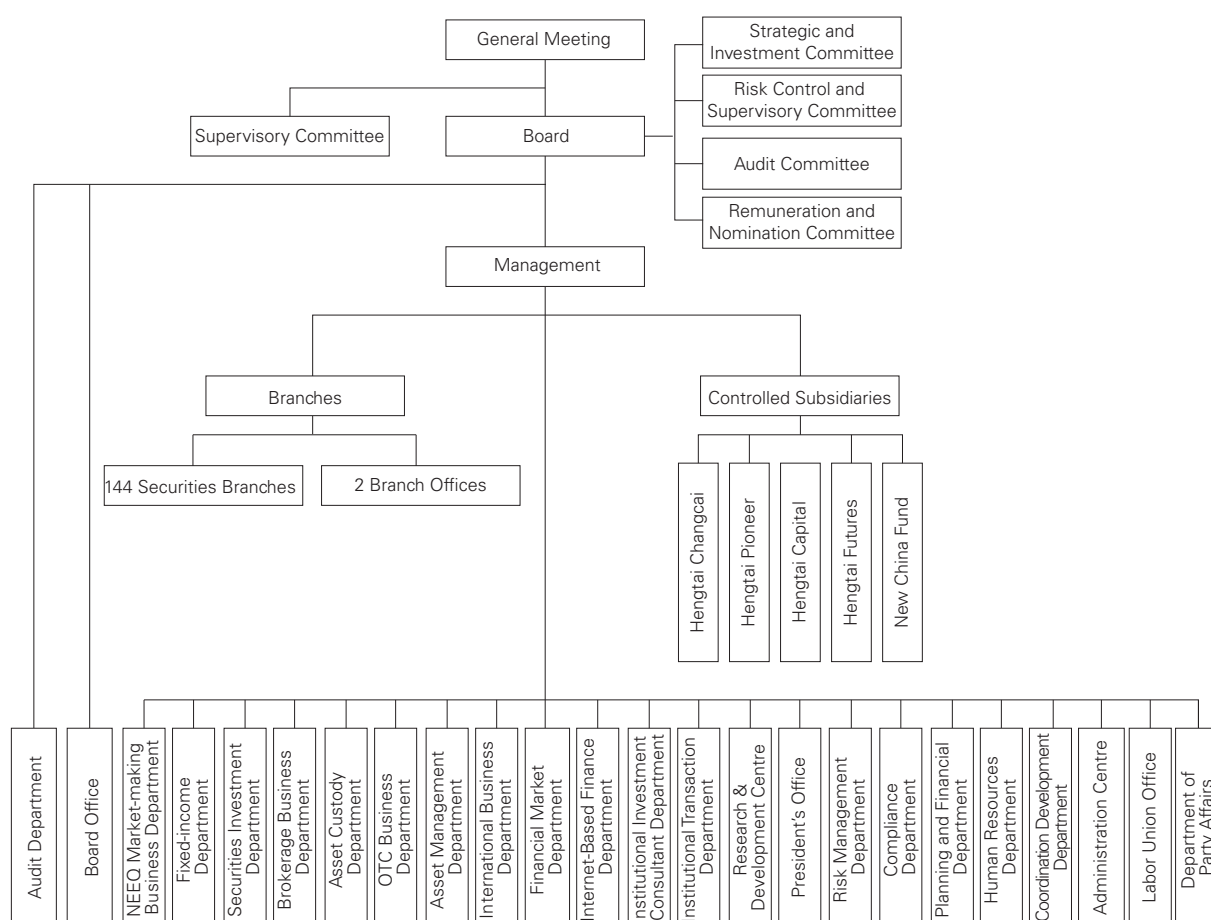 General Meeting
Strategic and
Investment Committee
Risk Control and
Supervisory Committee
Supervisory Committee
Board
Audit Committee
Remuneration and
Nomination Committee
Management
Branches
Controlled Subsidiaries
144 Securities Branches
2 Branch Offices
Hengtai Changcai
Hengtai Pioneer
Hengtai Capital
Hengtai Futures
New China Fund
Audit Department
Board Office
NEEQ Market-making
Business Department
Fixed-income
Department
Securities Investment
Department
Brokerage Business
Department
Asset Custody
Department
OTC Business
Department
Asset Management
Department
International Business
Department
Financial Market
Department
Internet-Based Finance
Department
Institutional Investment
Consultant Department
Institutional Transaction
Department
Research &
Development Centre
President's Office
Risk Management
Department
Compliance
Department
Planning and Financial
Department
Human Resources
Department
Coordination Development
Department
Administration Centre
Labor Union Office
Department of
Party Affairs